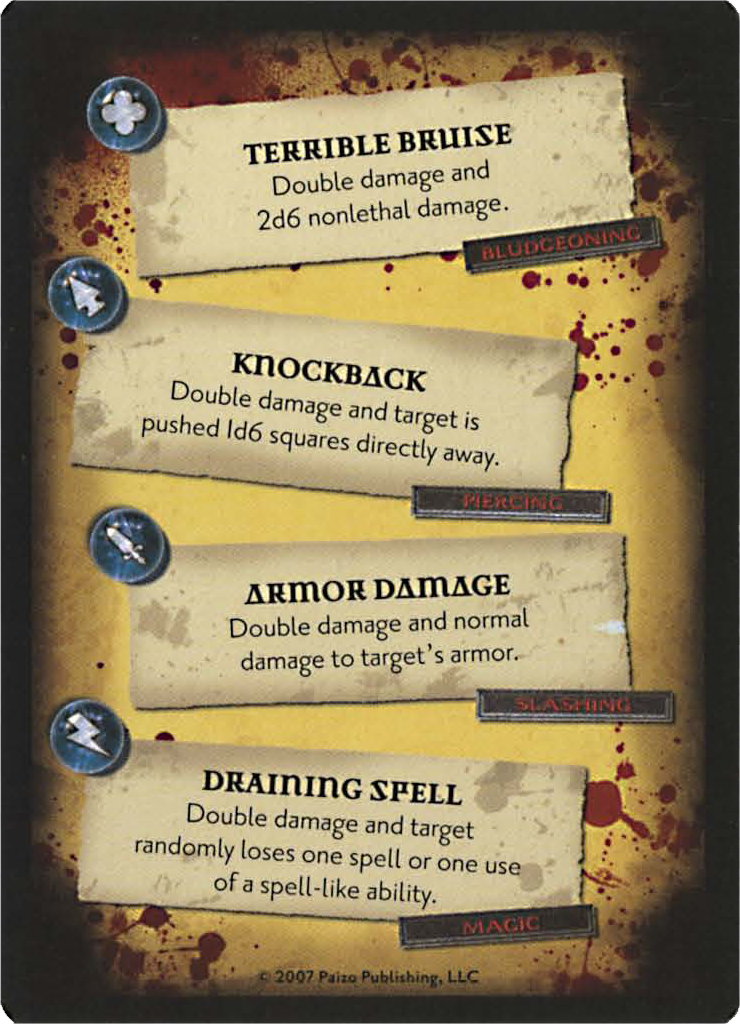 TERRIBLE BRUISE
Double damage and
2d6 nonlethal damage.
BLUDGEONING
KNOCKBACK
Double damage and target is
pushed 1d6 squares directly away.
PIERCING
ARMOR DAMAGE
Double damage and normal
damage to target's armor.
SLASHING
DRAINING SPELL
Double damage and target
randomly loses one spell or one use
of a spell-like ability.
MAGIC
© 2007 Paizo Publishing, LLC